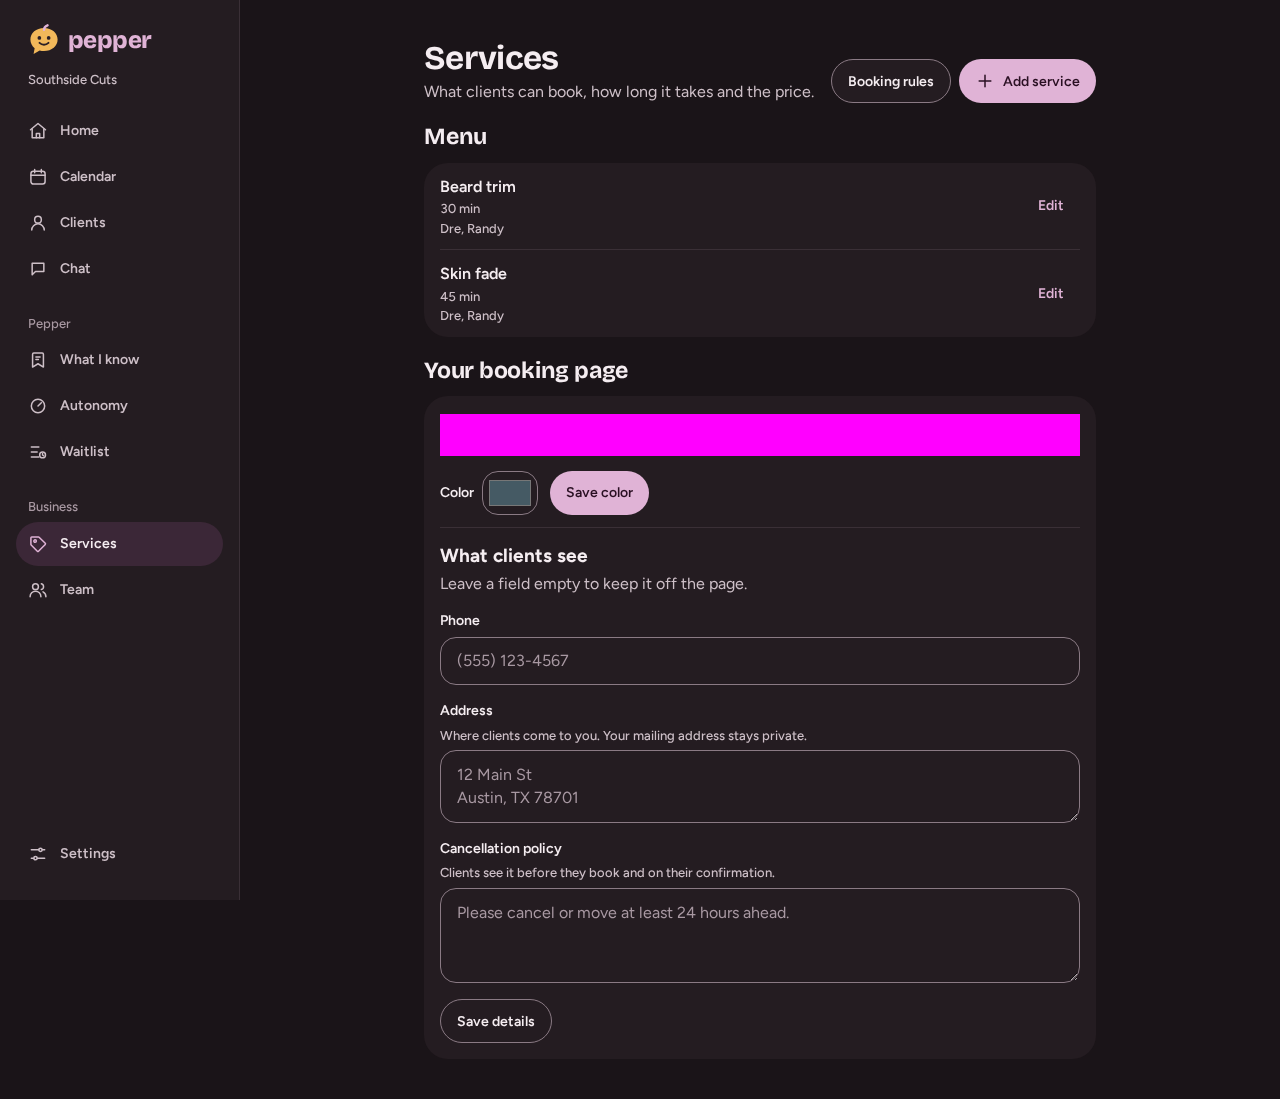 pepper
Southside Cuts
Home
Calendar
Clients
Chat
Pepper
What I know
Autonomy
Waitlist
Business
Services
Team
Settings
Services
What clients can book, how long it takes and the price.
Booking rules
Add service
Menu
Beard trim
30 min
Dre, Randy
Edit
Skin fade
45 min
Dre, Randy
Edit
Your booking page
Color
Save color
What clients see
Leave a field empty to keep it off the page.
Phone
(555) 123-4567
Address
Where clients come to you. Your mailing address stays private.
12 Main St
Austin, TX 78701
Cancellation policy
Clients see it before they book and on their confirmation.
Please cancel or move at least 24 hours ahead.
Save details